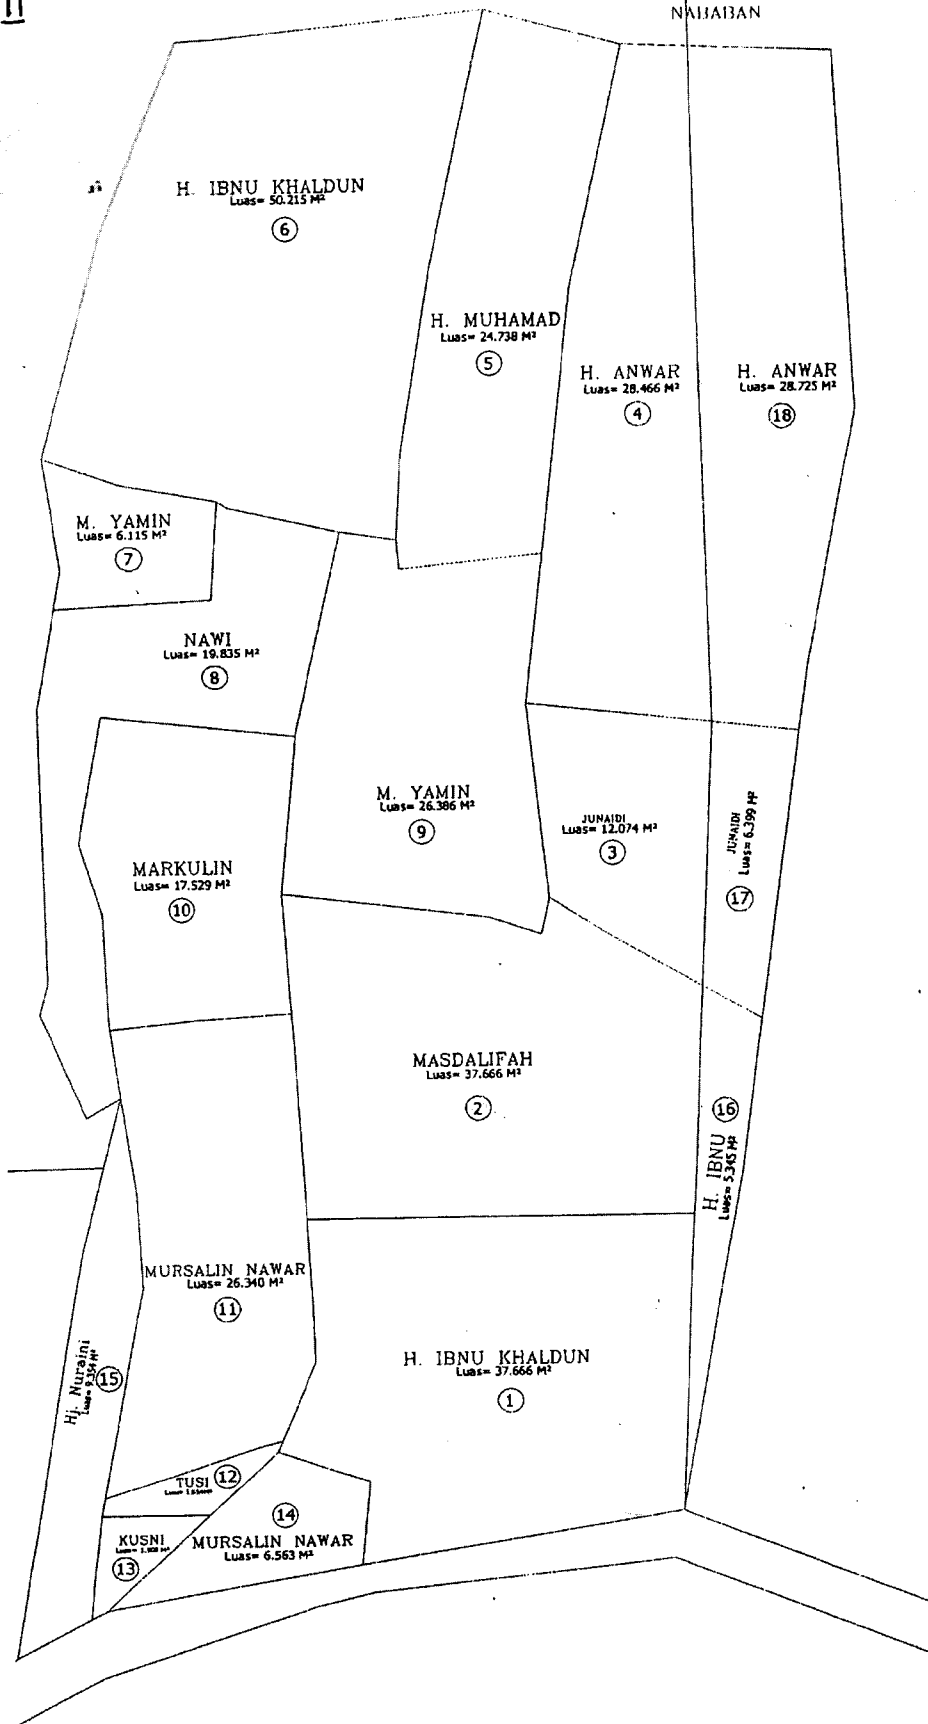 II
NABABAN
H. IBNU KHALDUN
Luas= 50.215 M²
6
H. MUHAMAD
Luas= 24.738 M²
5
H. ANWAR
Luas= 28.466 M²
4
H. ANWAR
Luas= 28.725 M²
18
M. YAMIN
Luas= 6.115 M²
7
NAWI
Luas= 19.835 M²
8
M. YAMIN
Luas= 26.386 M²
9
JUNAIDI
Luas= 12.074 M²
3
JUNAIDI
Luas= 6.399 M²
17
MARKULIN
Luas= 17.529 M²
10
MASDALIFAH
Luas= 37.666 M²
2
16
H. IBNU
Luas= 5.345 M²
MURSALIN NAWAR
Luas= 26.340 M²
11
H. IBNU KHALDUN
Luas= 37.666 M²
1
Hj. Nuraini
Luas= 9.354 M²
15
TUSI
12
KUSNI
13
14
MURSALIN NAWAR
Luas= 6.563 M²